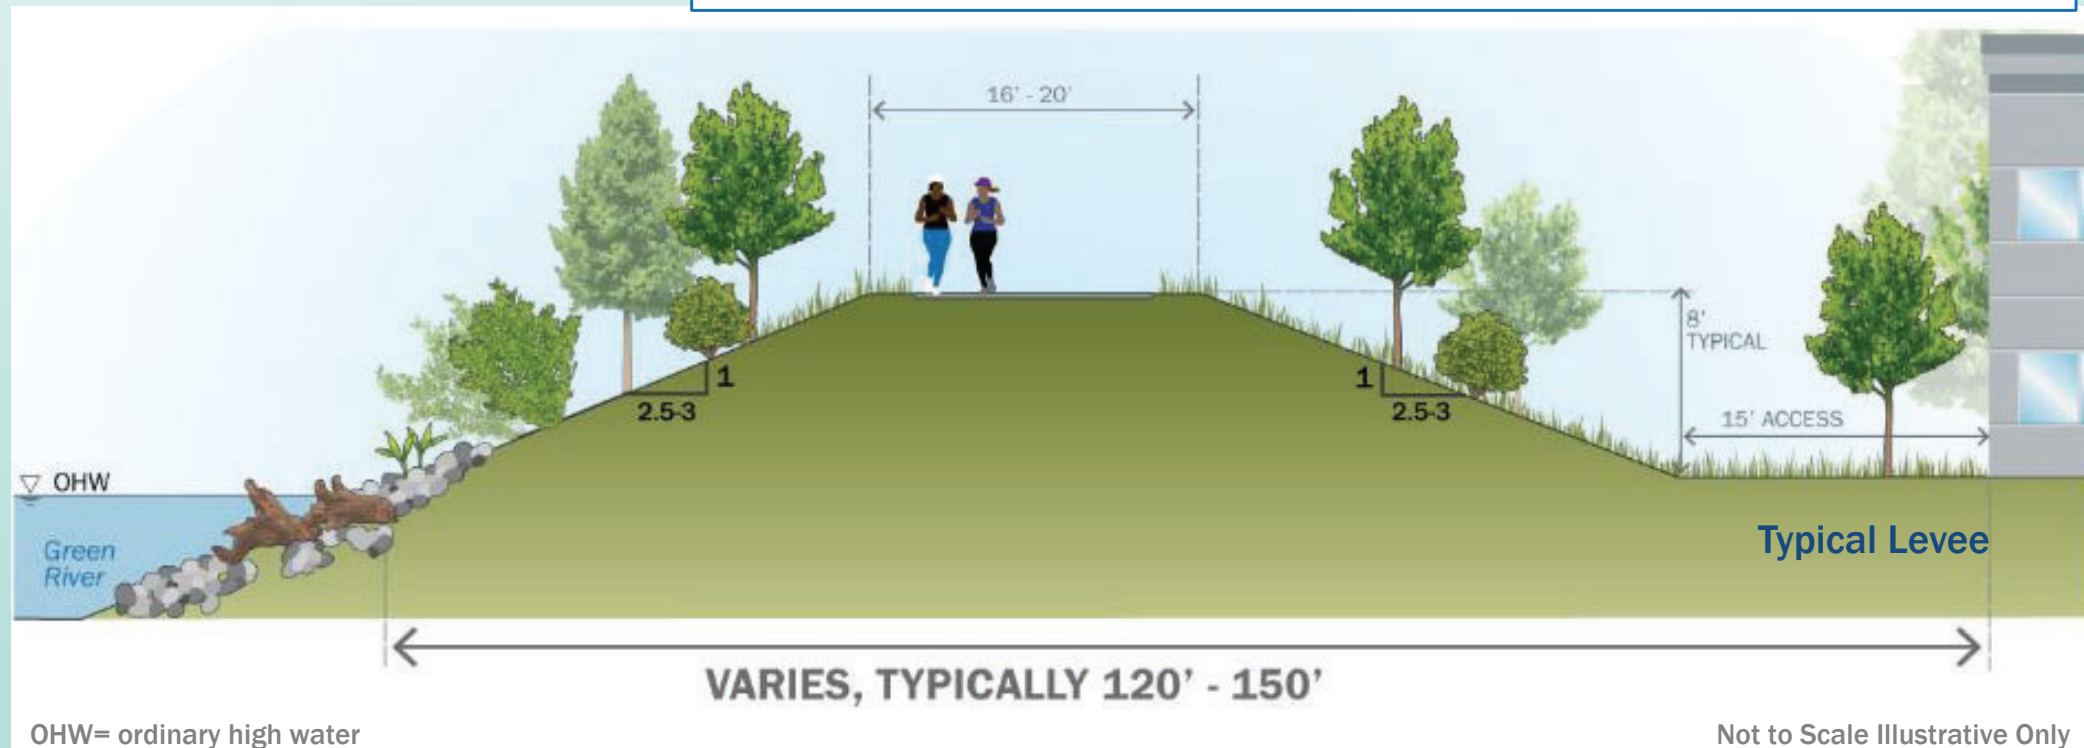 16' - 20'
8'
TYPICAL
1
2.5-3
1
2.5-3
15' ACCESS
OHW
Green
River
Typical Levee
VARIES, TYPICALLY 120' - 150'
OHW= ordinary high water
Not to Scale Illustrative Only